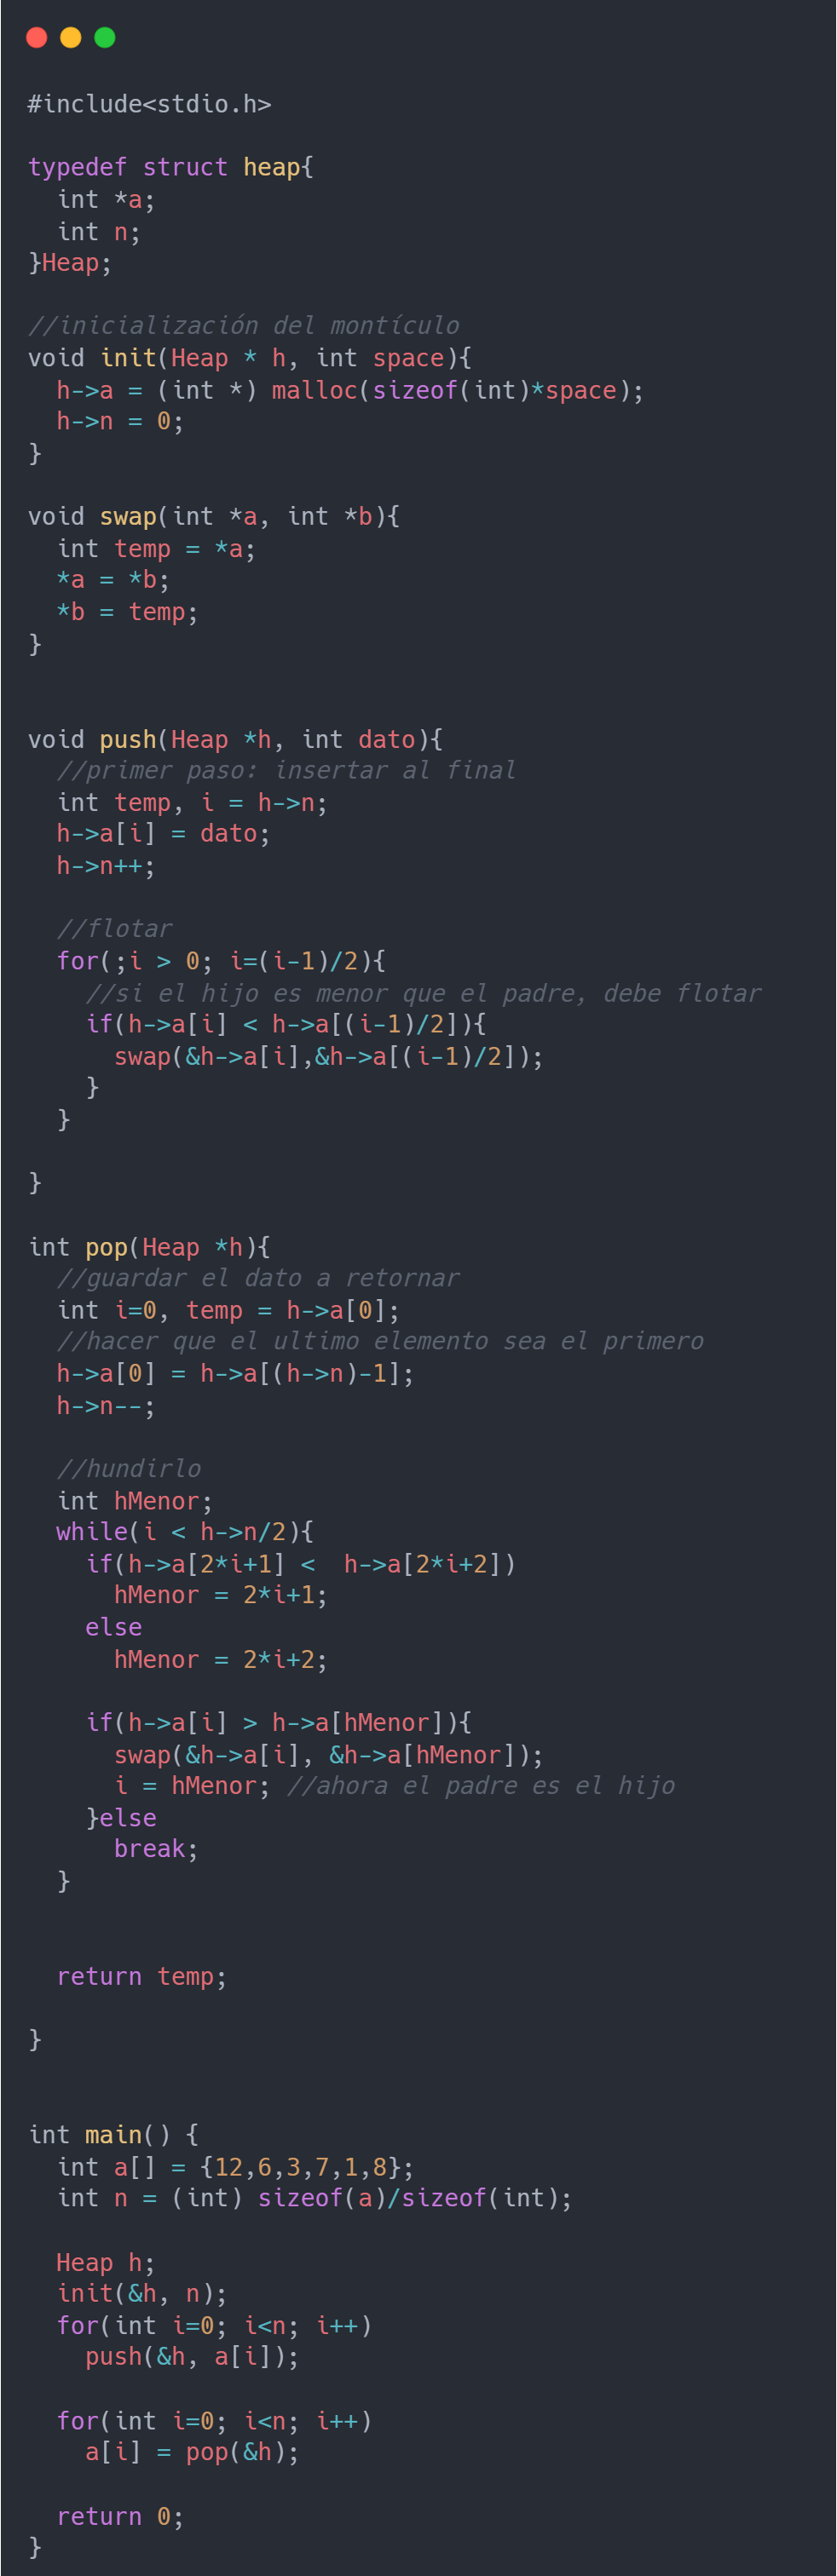 #include<stdio.h>

typedef struct heap{
  int *a;
  int n;
}Heap;

//inicialización del montículo
void init(Heap * h, int space){
  h->a = (int *) malloc(sizeof(int)*space);
  h->n = 0;
}

void swap(int *a, int *b){
  int temp = *a;
  *a = *b;
  *b = temp;
}


void push(Heap *h, int dato){
  //primer paso: insertar al final
  int temp, i = h->n;
  h->a[i] = dato;
  h->n++;

  //flotar
  for(;i > 0; i=(i-1)/2){
    //si el hijo es menor que el padre, debe flotar
    if(h->a[i] < h->a[(i-1)/2]){
      swap(&h->a[i],&h->a[(i-1)/2]);
    }
  }

}

int pop(Heap *h){
  //guardar el dato a retornar
  int i=0, temp = h->a[0];
  //hacer que el ultimo elemento sea el primero
  h->a[0] = h->a[(h->n)-1];
  h->n--;

  //hundirlo
  int hMenor;
  while(i < h->n/2){
    if(h->a[2*i+1] <  h->a[2*i+2])
      hMenor = 2*i+1;
    else
      hMenor = 2*i+2;

    if(h->a[i] > h->a[hMenor]){
      swap(&h->a[i], &h->a[hMenor]);
      i = hMenor; //ahora el padre es el hijo
    }else
      break;
  }


  return temp;

}


int main() {
  int a[] = {12,6,3,7,1,8};
  int n = (int) sizeof(a)/sizeof(int);

  Heap h;
  init(&h, n);
  for(int i=0; i<n; i++)
    push(&h, a[i]);

  for(int i=0; i<n; i++)
    a[i] = pop(&h);

  return 0;
}